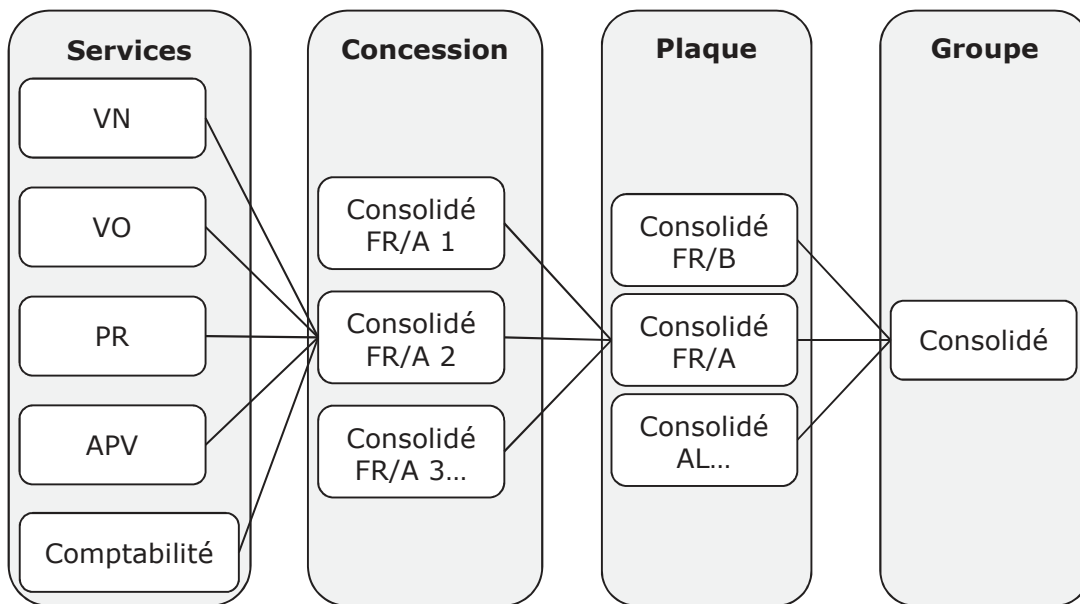 Services
VN
VO
PR
APV
Comptabilité
Concession
Consolidé
FR/A 1
Consolidé
FR/A 2
Consolidé
FR/A 3…
Plaque
Consolidé
FR/B
Consolidé
FR/A
Consolidé
AL…
Groupe
Consolidé